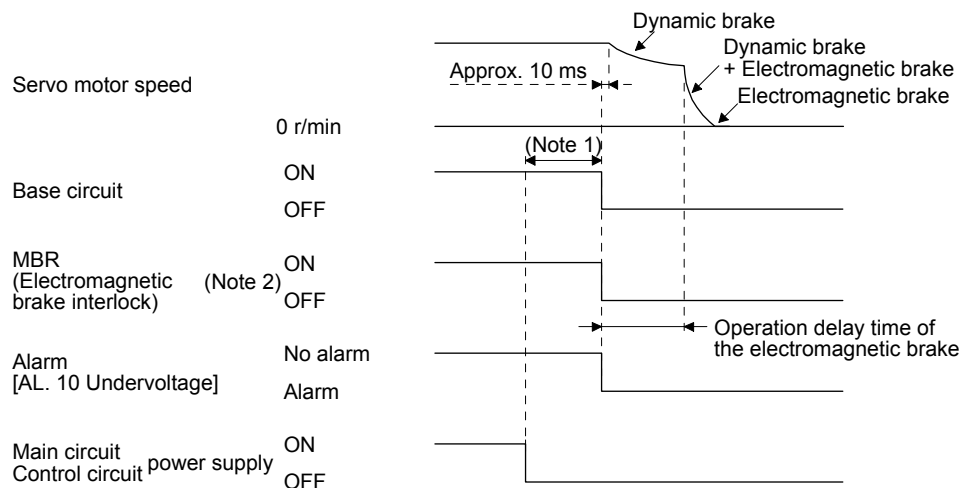 Dynamic brake
Dynamic brake
+ Electromagnetic brake
Approx. 10 ms
Electromagnetic brake
Servo motor speed
0 r/min
(Note 1)
ON
Base circuit
OFF
MBR
(Electromagnetic
brake interlock)
(Note 2)
ON
OFF
Operation delay time of
the electromagnetic brake
Alarm
[AL. 10 Undervoltage]
No alarm
Alarm
Main circuit
Control circuit
power supply
ON
OFF